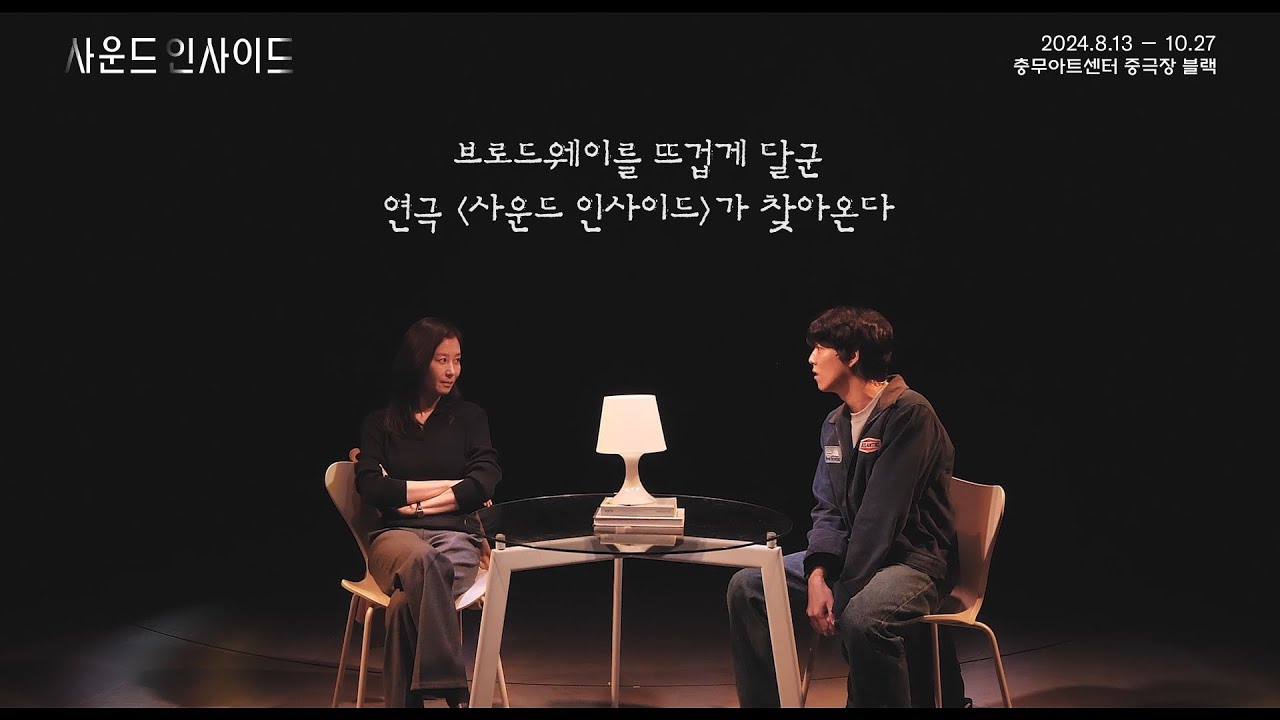 사운드 인사이드
2024.8.13 – 10.27
충무아트센터 중극장 블랙
브로드웨이를 뜨겁게 달군
연극 <사운드 인사이드>가 찾아온다